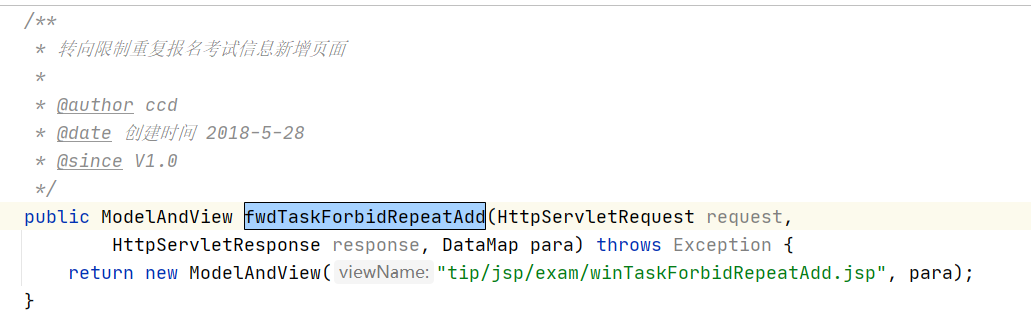 /**
 * 转向限制重复报名考试信息新增页面
 *
 * @author ccd
 * @date 创建时间 2018-5-28
 * @since V1.0
 */
public ModelAndView fwdTaskForbidRepeatAdd(HttpServletRequest request,
        HttpServletResponse response, DataMap para) throws Exception {
    return new ModelAndView( viewName: "tip/jsp/exam/winTaskForbidRepeatAdd.jsp", para);
}